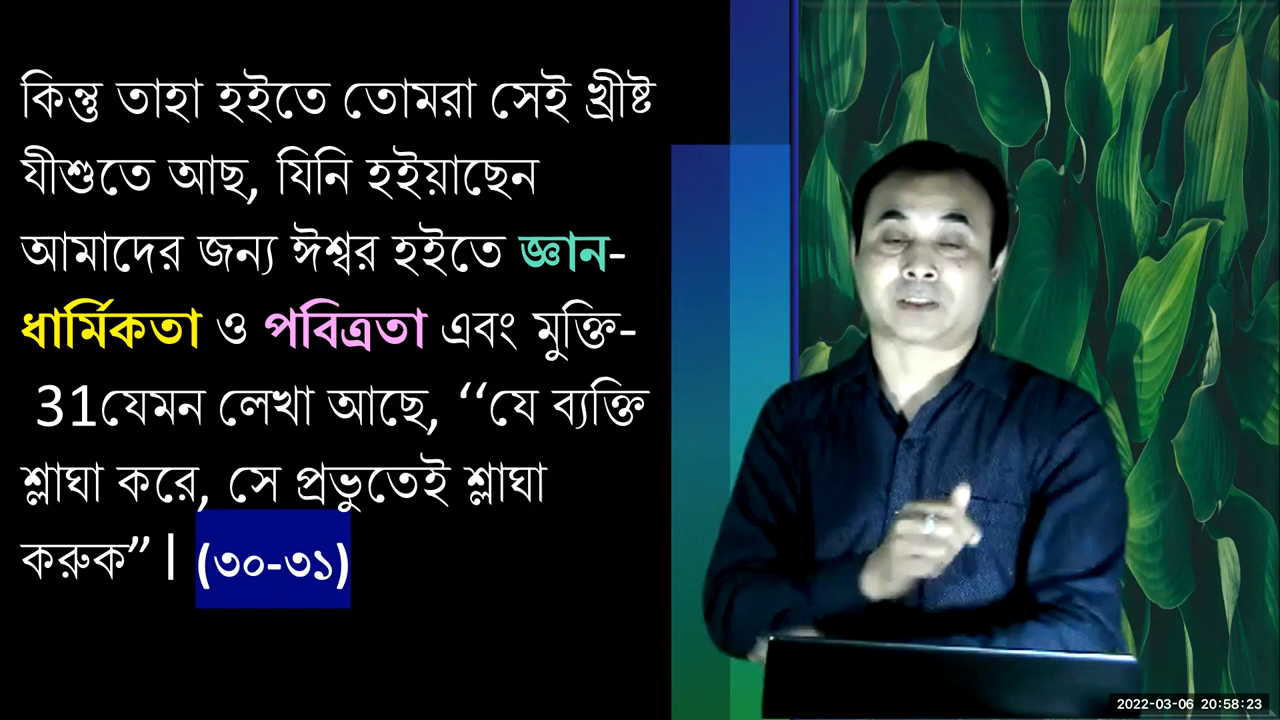 কিন্তু তাহা হইতে তোমরা সেই খ্রীষ্ট
যীশুতে আছ, যিনি হইয়াছেন
আমাদের জন্য ঈশ্বর হইতে জ্ঞান-
ধার্মিকতা ও পবিত্রতা এবং মুক্তি-
31যেমন লেখা আছে, ‘‘যে ব্যক্তি
শ্লাঘা করে, সে প্রভুতেই শ্লাঘা
করুক” | (৩০-৩১)
2022-03-06 20:58:23